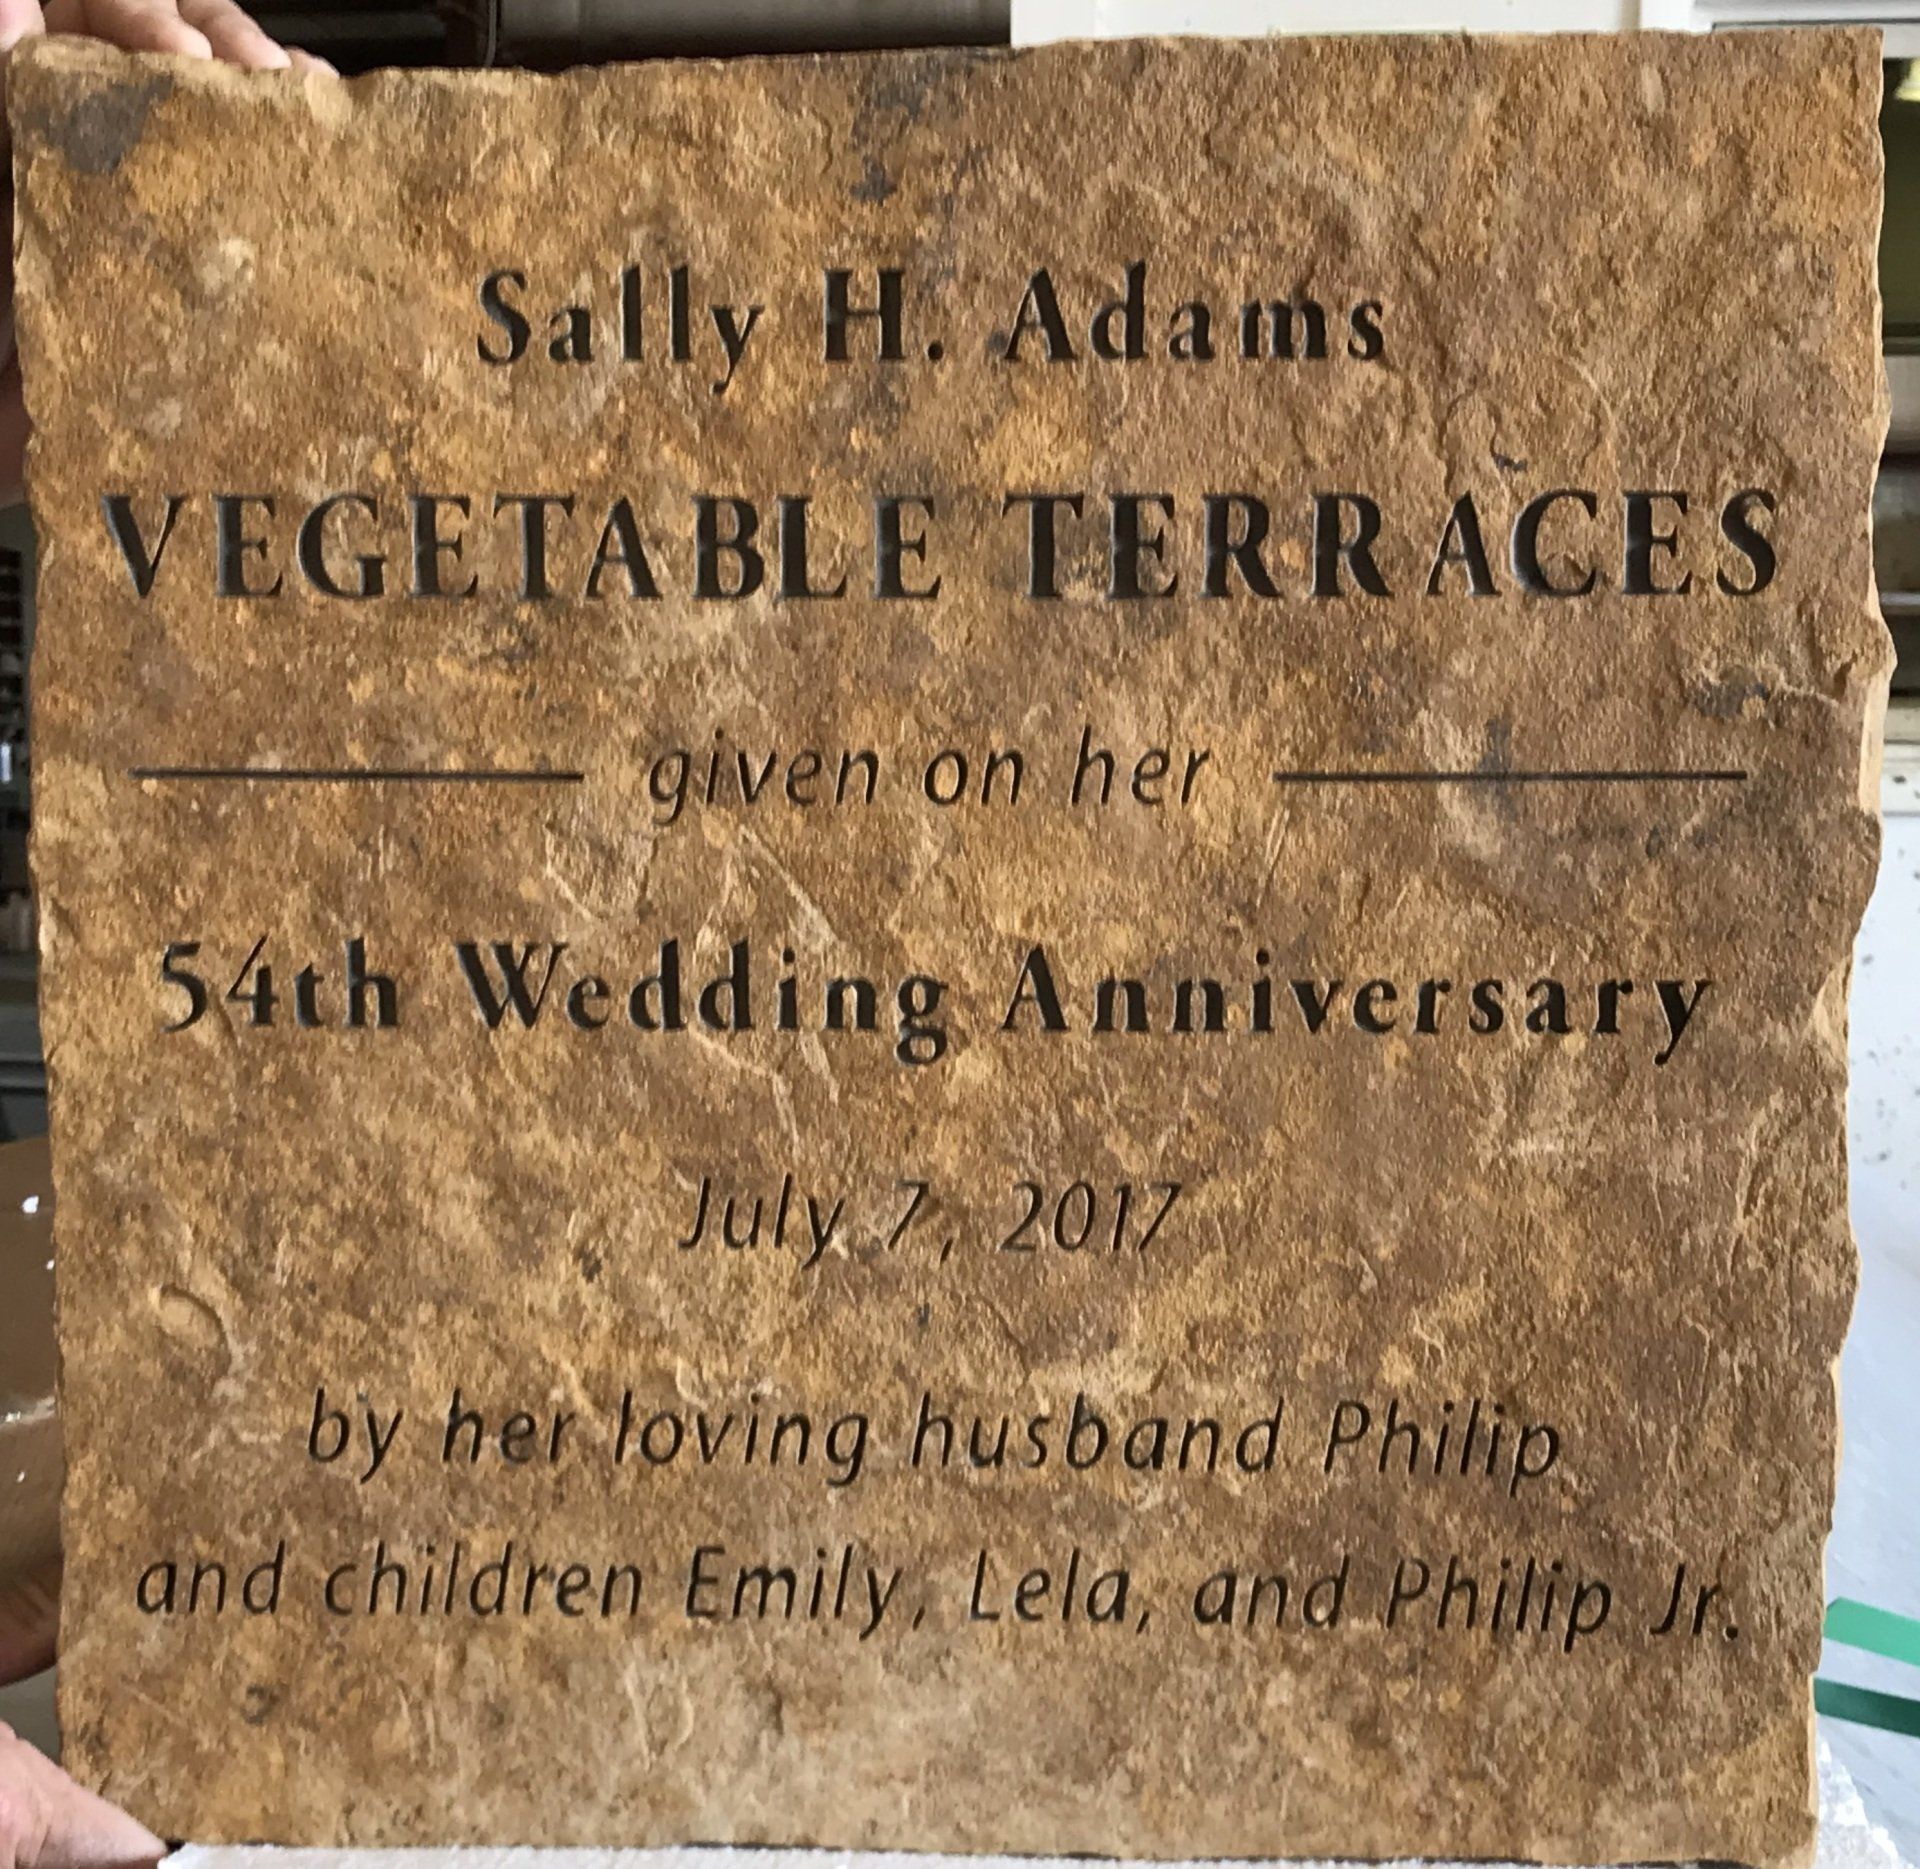 Sally H. Adams
VEGETABLE TERRACES
given on her
54th Wedding Anniversary
July 7, 2017
by her loving husband Philip
and children Emily, Lela, and Philip Jr.